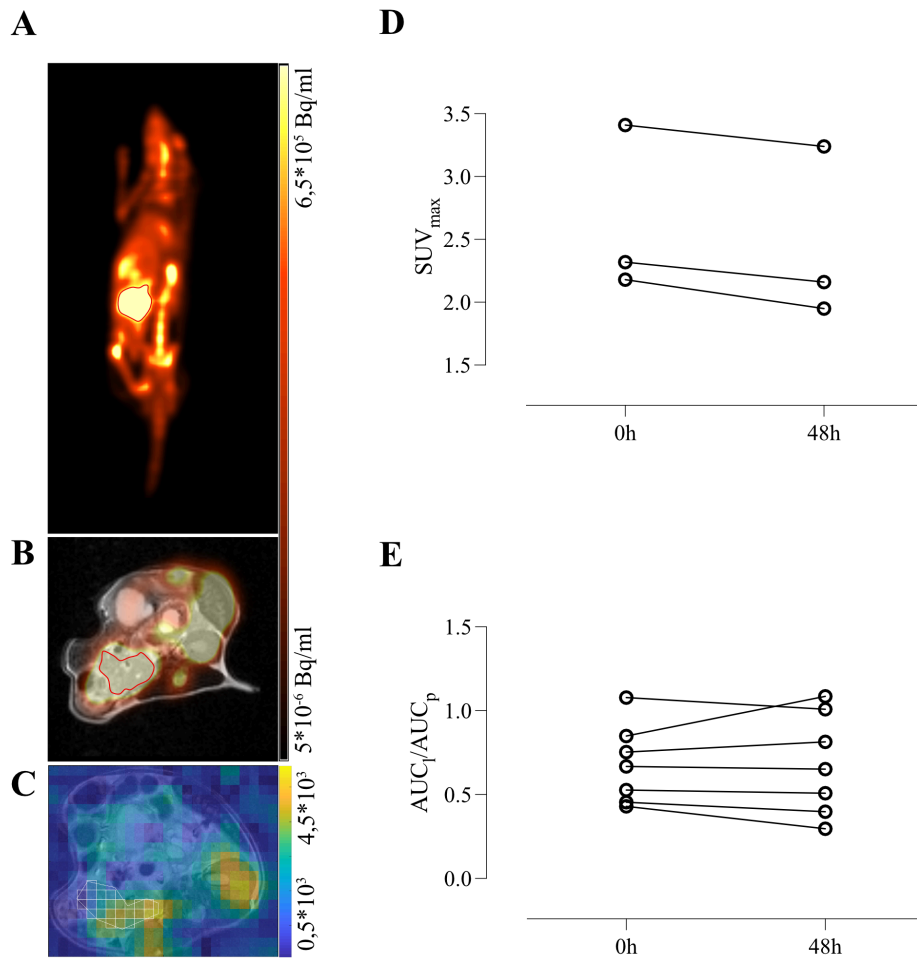 A
6,5*10⁵ Bq/ml
5*10⁻⁶ Bq/ml
B
C
4,5*10³
0,5*10³
D
SUVmax
3.5
3.0
2.5
2.0
1.5
0h 48h
E
AUCl/AUCp
1.5
1.0
0.5
0.0
0h 48h